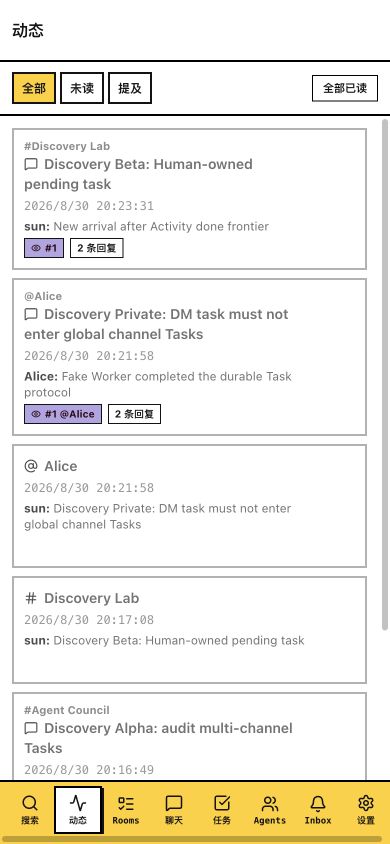 动态
全部 未读 提及 全部已读
#Discovery Lab
Discovery Beta: Human-owned
pending task
2026/8/30 20:23:31
sun: New arrival after Activity done frontier
#1 2 条回复
@Alice
Discovery Private: DM task must not
enter global channel Tasks
2026/8/30 20:21:58
Alice: Fake Worker completed the durable Task
protocol
#1 @Alice 2 条回复
@ Alice
2026/8/30 20:21:58
sun: Discovery Private: DM task must not enter
global channel Tasks
# Discovery Lab
2026/8/30 20:17:08
sun: Discovery Beta: Human-owned pending task
#Agent Council
Discovery Alpha: audit multi-channel
Tasks
2026/8/30 20:16:49
搜索 动态 Rooms 聊天 任务 Agents Inbox 设置